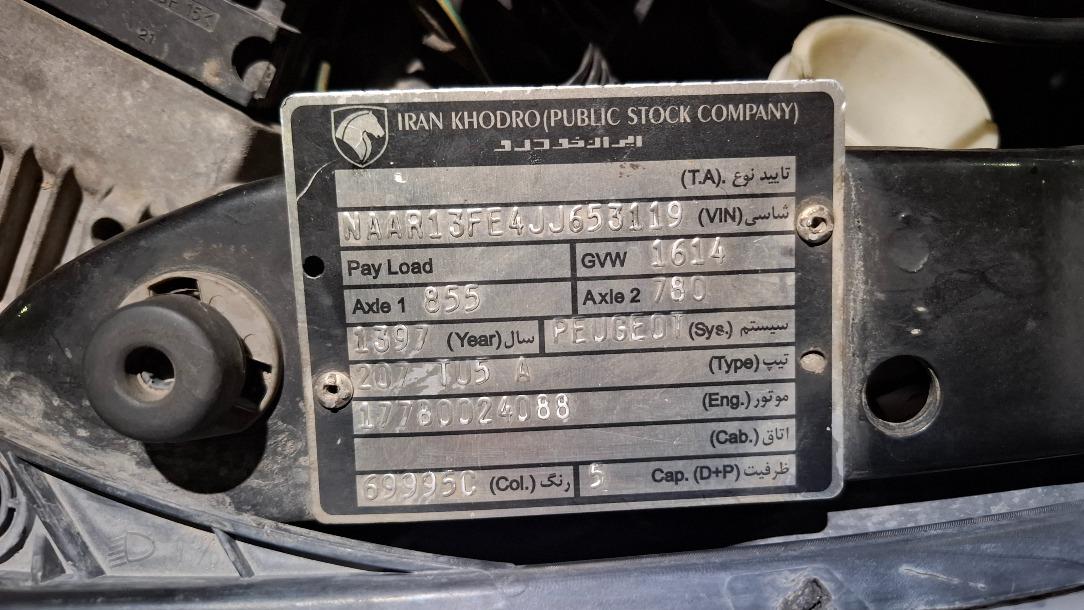 IRAN KHODRO(PUBLIC STOCK COMPANY)
ایران خودرو
تایید نوع .(T.A)
NAAR13FE4JJ653119 (VIN)شاسی
Pay Load GVW 1614
Axle 1 855 Axle 2 780
1397 (Year)سال PEUGEOT (Sys.) سیستم
207 TU5 A (Type) تیپ
17780024088 (Eng.)موتور
(Cab.) اتاق
69995C (Col.)رنگ 5 Cap. (D+P) ظرفیت